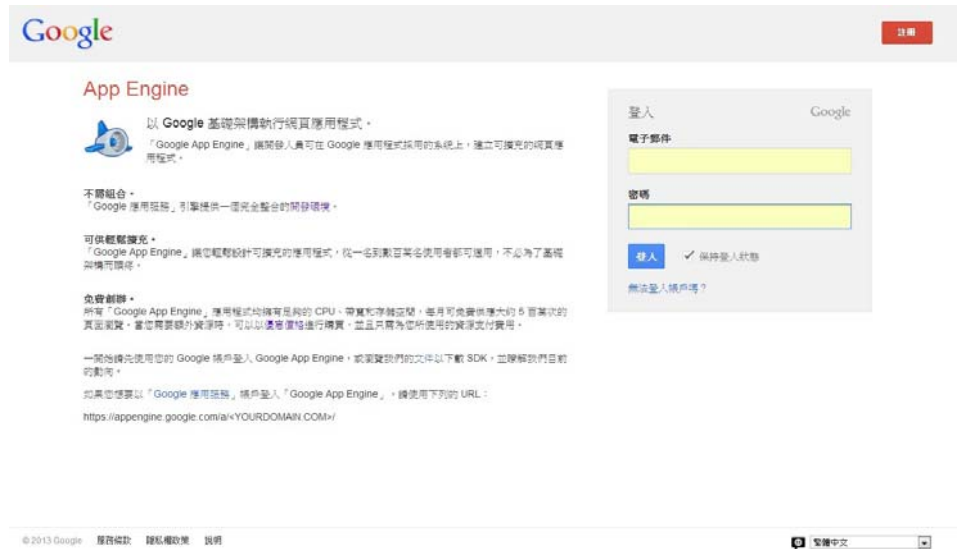 Google
註冊
App Engine
以 Google 基礎架構執行網頁應用程式。
「Google App Engine」讓開發人員可在 Google 應用程式採用的系統上，建立可擴充的網頁應
用程式。
不需組合。
「Google 應用服務」引擎提供一個完全整合的開發環境。
可供輕鬆擴充。
「Google App Engine」讓您輕鬆設計可擴充的應用程式，從一名到數百萬名使用者都可適用，不必為了基礎
架構而頭疼。
免費創辦。
所有「Google App Engine」應用程式均擁有足夠的 CPU、帶寬和存儲空間，每月可免費供應大約 5 百萬次的
頁面瀏覽。當您需要額外資源時，可以以優惠價格進行購買，並且只需為您所使用的資源支付費用。
一開始請先使用您的 Google 帳戶登入 Google App Engine，或瀏覽我們的文件以下載 SDK，並瞭解我們目前
的動向。
如果您想要以「Google 應用服務」帳戶登入「Google App Engine」，請使用下列的 URL：
https://appengine.google.com/a/<YOURDOMAIN.COM>/
登入
Google
電子郵件
密碼
登入
保持登入狀態
無法登入帳戶嗎？
© 2013 Google
服務條款
隱私權政策
說明
繁體中文